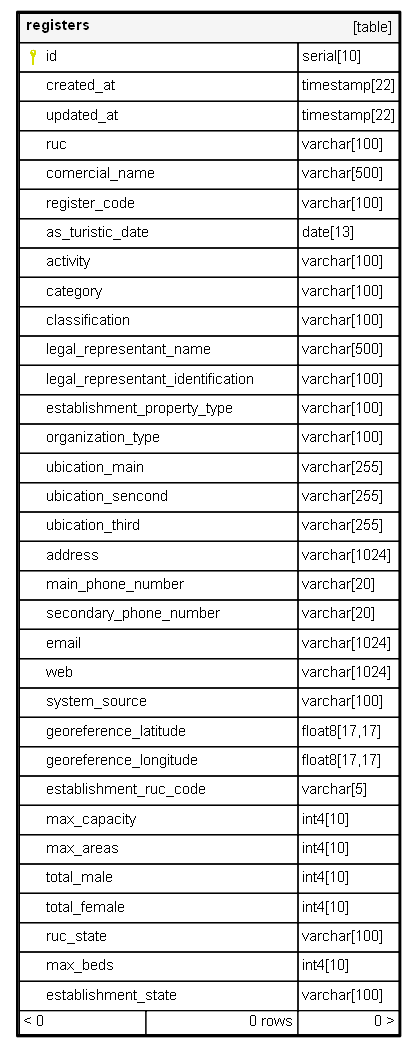 registers [table]
id serial[10]
created_at timestamp[22]
updated_at timestamp[22]
ruc varchar[100]
comercial_name varchar[500]
register_code varchar[100]
as_turistic_date date[13]
activity varchar[100]
category varchar[100]
classification varchar[100]
legal_representant_name varchar[500]
legal_representant_identification varchar[100]
establishment_property_type varchar[100]
organization_type varchar[100]
ubication_main varchar[255]
ubication_sencond varchar[255]
ubication_third varchar[255]
address varchar[1024]
main_phone_number varchar[20]
secondary_phone_number varchar[20]
email varchar[1024]
web varchar[1024]
system_source varchar[100]
georeference_latitude float8[17,17]
georeference_longitude float8[17,17]
establishment_ruc_code varchar[5]
max_capacity int4[10]
max_areas int4[10]
total_male int4[10]
total_female int4[10]
ruc_state varchar[100]
max_beds int4[10]
establishment_state varchar[100]
< 0 0 rows 0 >